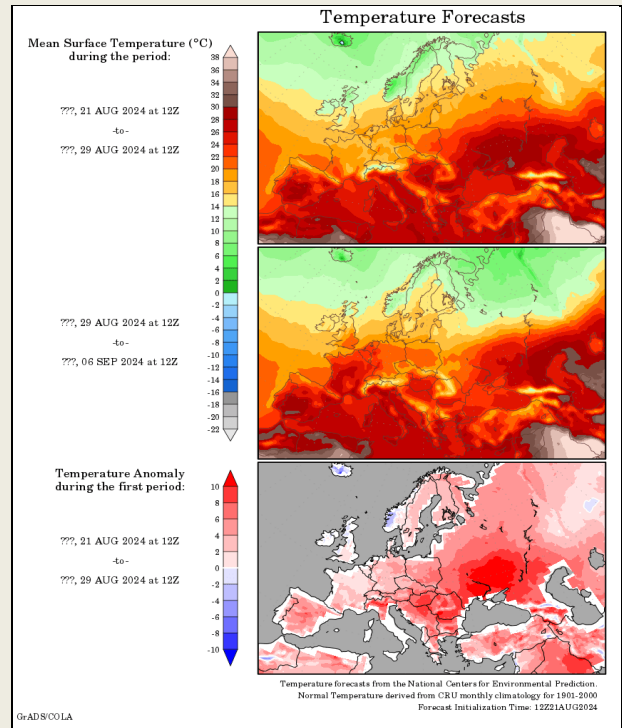 Temperature Forecasts
Mean Surface Temperature (°C)
during the period:
???, 21 AUG 2024 at 12Z
-to-
???, 29 AUG 2024 at 12Z
38
36
34
32
30
28
26
24
22
20
18
16
14
12
10
8
6
4
2
0
-2
-4
-6
-8
-10
-12
-14
-16
-18
-20
-22
???, 29 AUG 2024 at 12Z
-to-
???, 06 SEP 2024 at 12Z
Temperature Anomaly
during the first period:
???, 21 AUG 2024 at 12Z
-to-
???, 29 AUG 2024 at 12Z
10
8
6
4
2
0
-2
-4
-6
-8
-10
Temperature forecasts from the National Centers for Environmental Prediction.
Normal Temperature derived from CRU monthly climatology for 1901-2000
Forecast Initialization Time: 12Z21AUG2024
GrADS/COLA